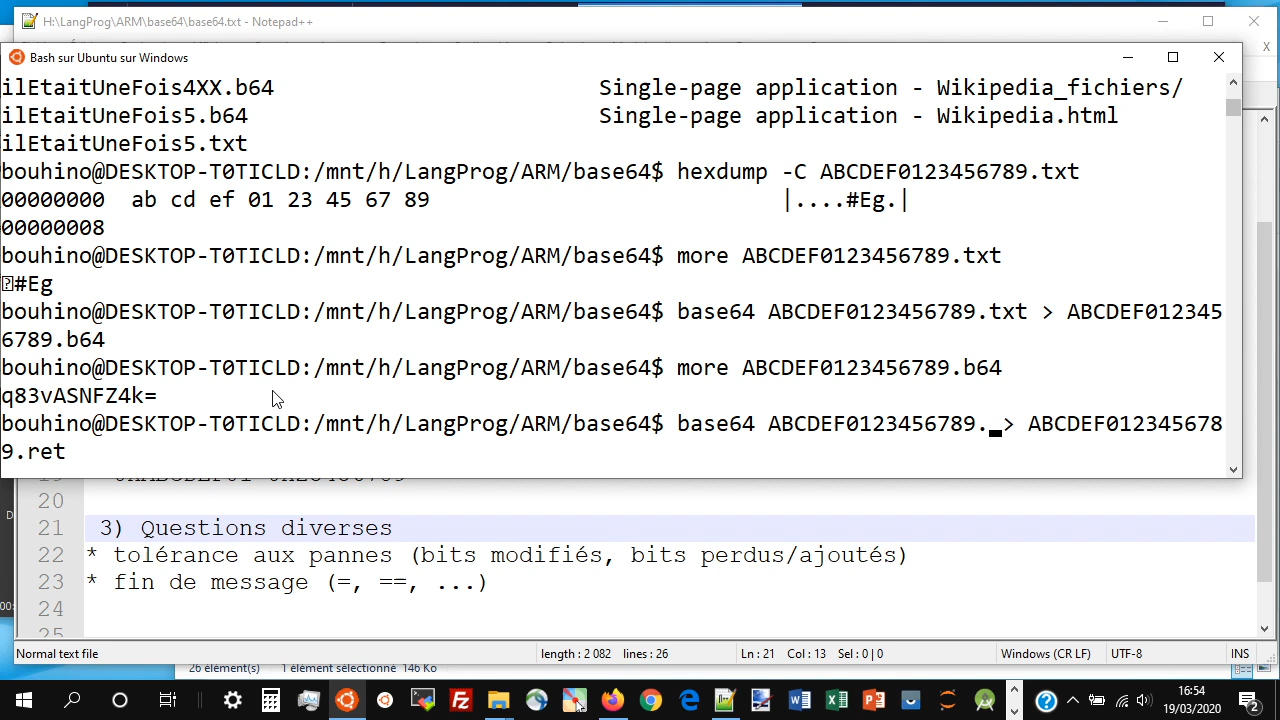 H:\LangProg\ARM\base64\base64.txt - Notepad++
Bash sur Ubuntu sur Windows
ilEtaitUneFois4XX.b64 Single-page application - Wikipedia_fichiers/
ilEtaitUneFois5.b64 Single-page application - Wikipedia.html
ilEtaitUneFois5.txt
bouhino@DESKTOP-T0TICLD:/mnt/h/LangProg/ARM/base64$ hexdump -C ABCDEF0123456789.txt
00000000 ab cd ef 01 23 45 67 89 |....#Eg.|
00000008
bouhino@DESKTOP-T0TICLD:/mnt/h/LangProg/ARM/base64$ more ABCDEF0123456789.txt
#Eg
bouhino@DESKTOP-T0TICLD:/mnt/h/LangProg/ARM/base64$ base64 ABCDEF0123456789.txt > ABCDEF012345
6789.b64
bouhino@DESKTOP-T0TICLD:/mnt/h/LangProg/ARM/base64$ more ABCDEF0123456789.b64
q83vASNFZ4k=
bouhino@DESKTOP-T0TICLD:/mnt/h/LangProg/ARM/base64$ base64 ABCDEF0123456789._> ABCDEF012345678
9.ret
20
21 3) Questions diverses
22 * tolérance aux pannes (bits modifiés, bits perdus/ajoutés)
23 * fin de message (=, ==, ...)
24
25
Normal text file length : 2 082 lines : 26 Ln : 21 Col : 13 Sel : 0 | 0 Windows (CR LF) UTF-8 INS
26 élément(s) 1 élément sélectionné 146 Ko
16:54
19/03/2020
2